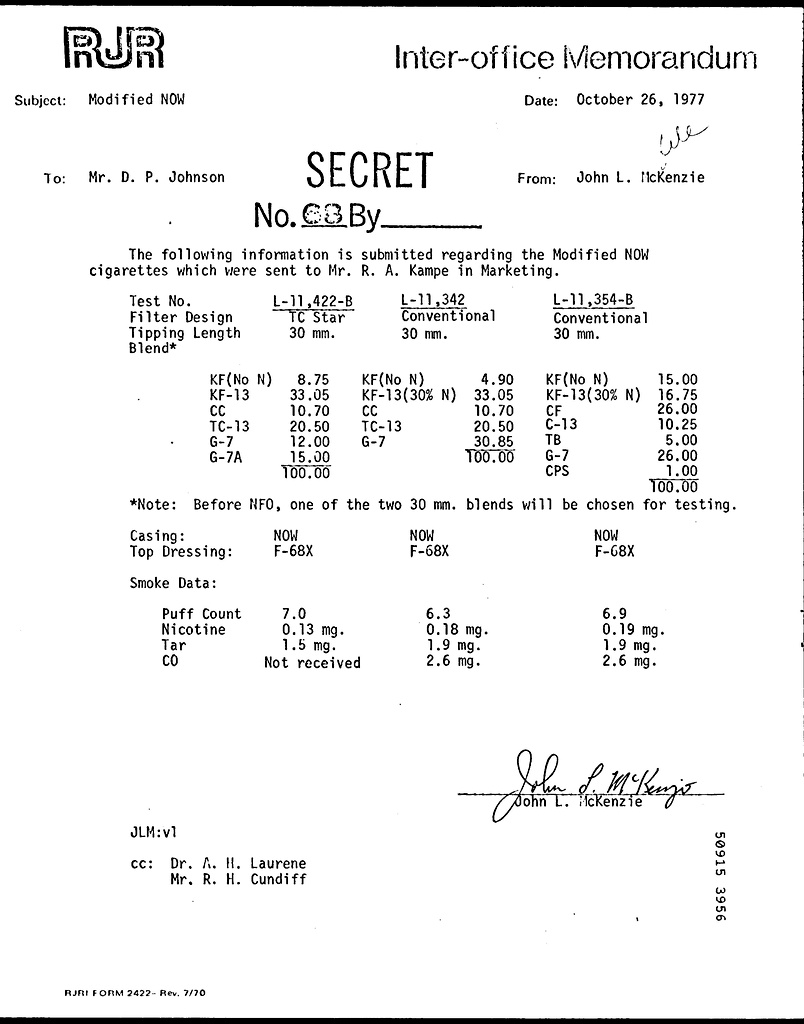 RJR
Inter-office Memorandum
Subject: Modified NOW Date: October 26, 1977
To: Mr. D. P. Johnson SECRET From: John L. McKenzie
No. 63 By
The following information is submitted regarding the Modified NOW
cigarettes which were sent to Mr. R. A. Kampe in Marketing.
Test No. L-11,422-B L-11,342 L-11,354-B
Filter Design TC Star Conventional Conventional
Tipping Length 30 mm. 30 mm. 30 mm.
Blend*
KF(No N) 8.75 KF(No N) 4.90 KF(No N) 15.00
KF-13 33.05 KF-13(30% N) 33.05 KF-13(30% N) 16.75
CC 10.70 CC 10.70 CF 26.00
TC-13 20.50 TC-13 20.50 C-13 10.25
G-7 12.00 G-7 30.85 TB 5.00
G-7A 15.00 100.00 G-7 26.00
100.00 CPS 1.00
100.00
*Note: Before NFO, one of the two 30 mm. blends will be chosen for testing.
Casing: NOW NOW NOW
Top Dressing: F-68X F-68X F-68X
Smoke Data:
Puff Count 7.0 6.3 6.9
Nicotine 0.13 mg. 0.18 mg. 0.19 mg.
Tar 1.5 mg. 1.9 mg. 1.9 mg.
CO Not received 2.6 mg. 2.6 mg.
John L. McKenzie
John L. McKenzie
JLM:vl
cc: Dr. A. H. Laurene
Mr. R. H. Cundiff
50915 3956
RJRI FORM 2422- Rev. 7/70